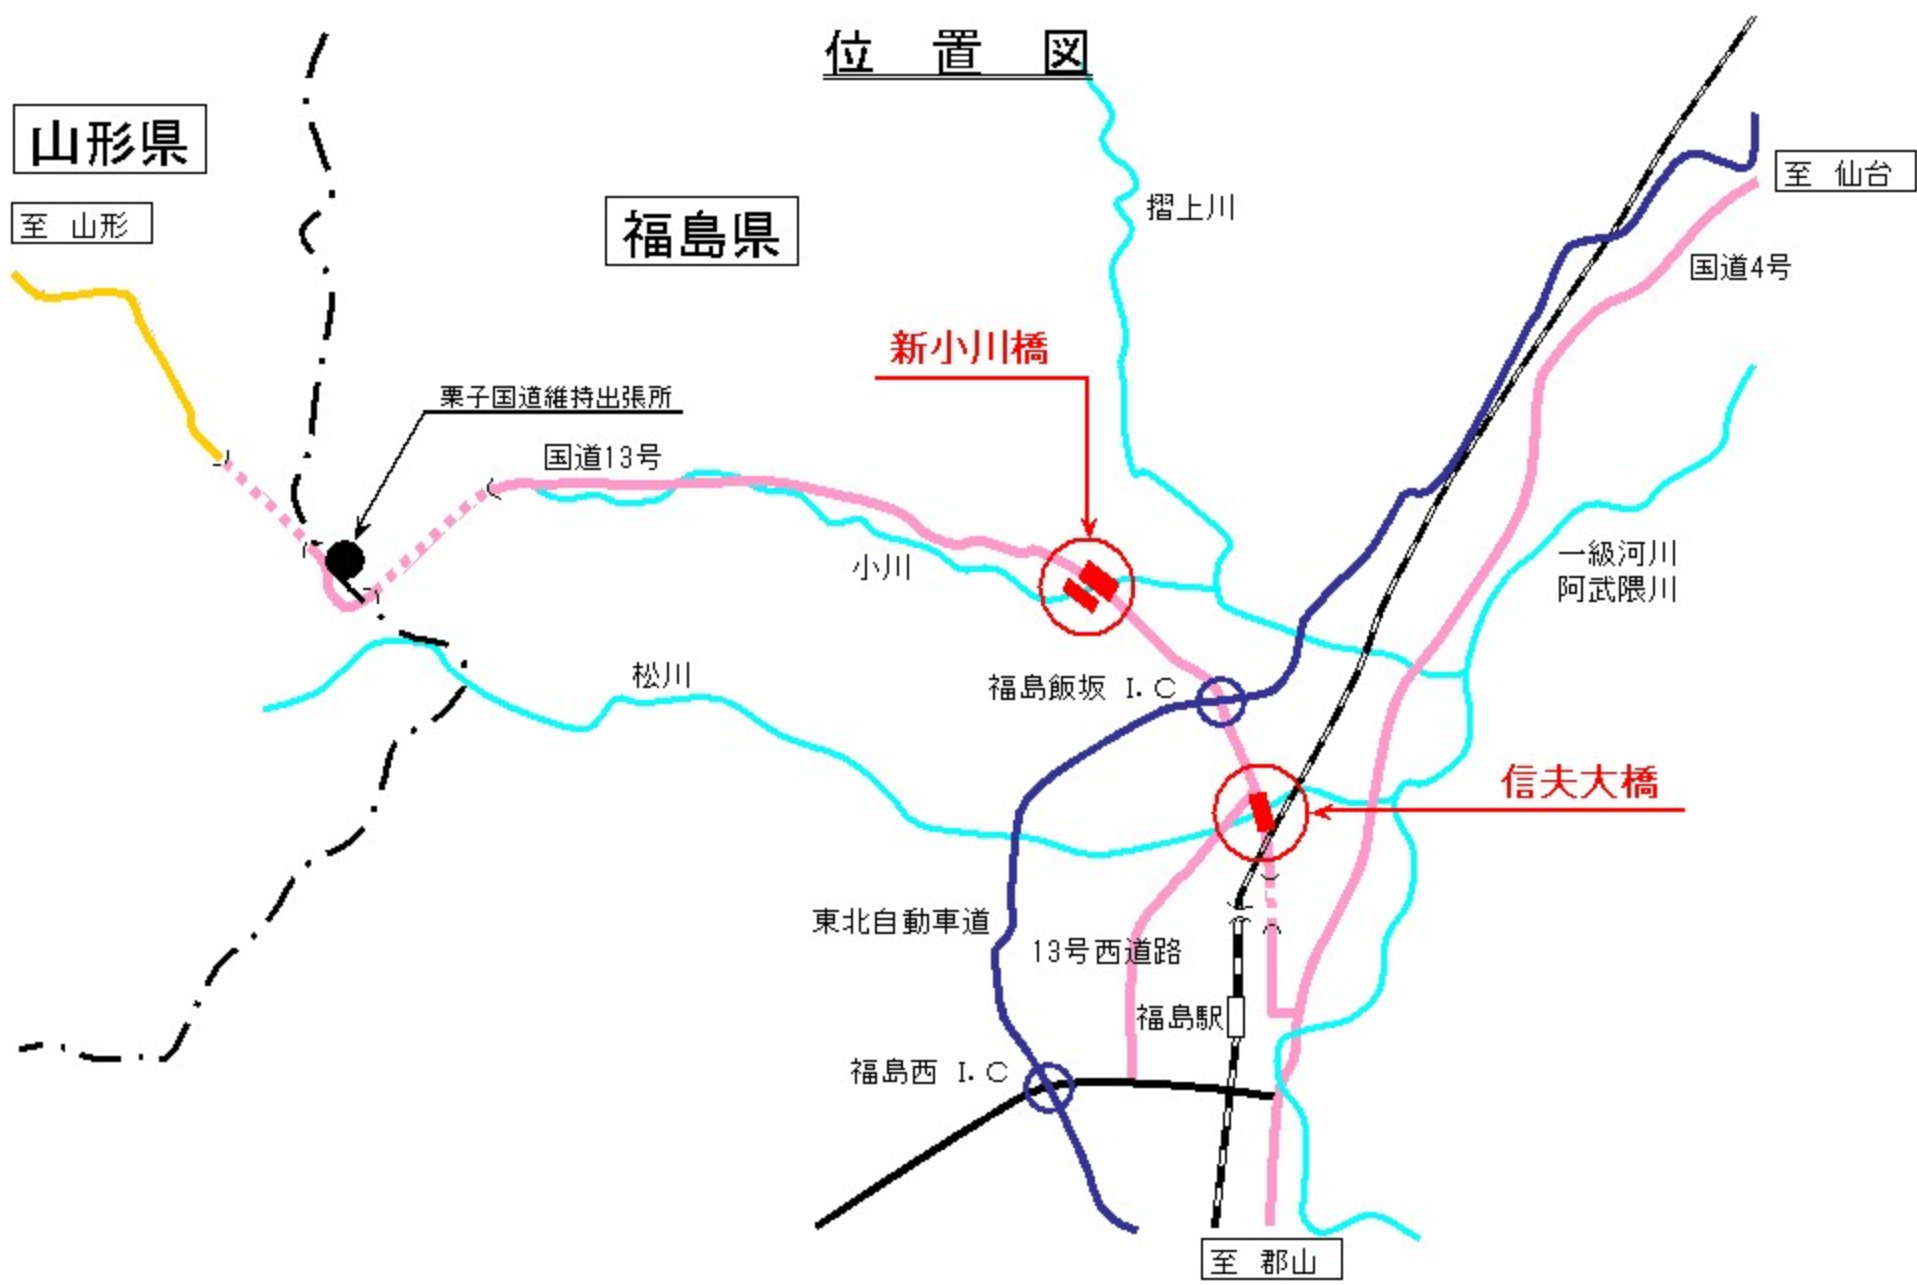 位 置 図
山形県
至 山形
福島県
摺上川
至 仙台
国道4号
新小川橋
栗子国道維持出張所
国道13号
小川
一級河川
阿武隈川
松川
福島飯坂 I.C
信夫大橋
東北自動車道
13号西道路
福島駅
福島西 I.C
至 郡山